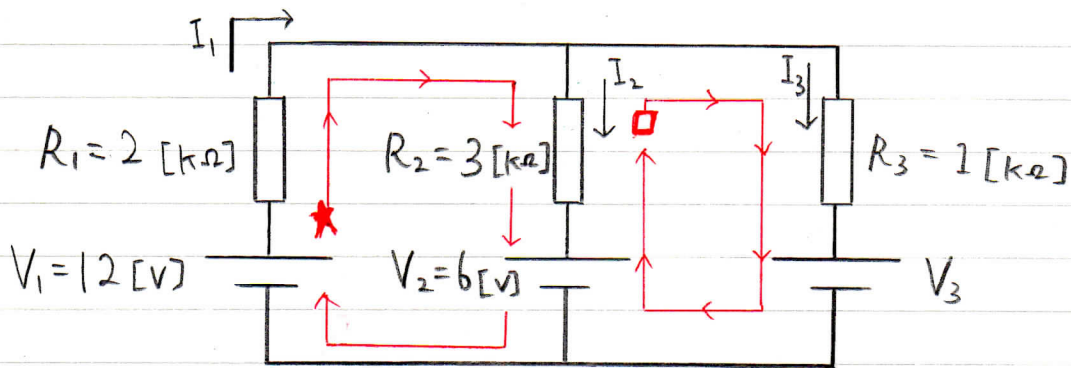 I₁
I₂
I₃
R₁=2 [kΩ]
R₂=3 [kΩ]
R₃=1 [kΩ]
V₁=12 [V]
V₂=6 [V]
V₃